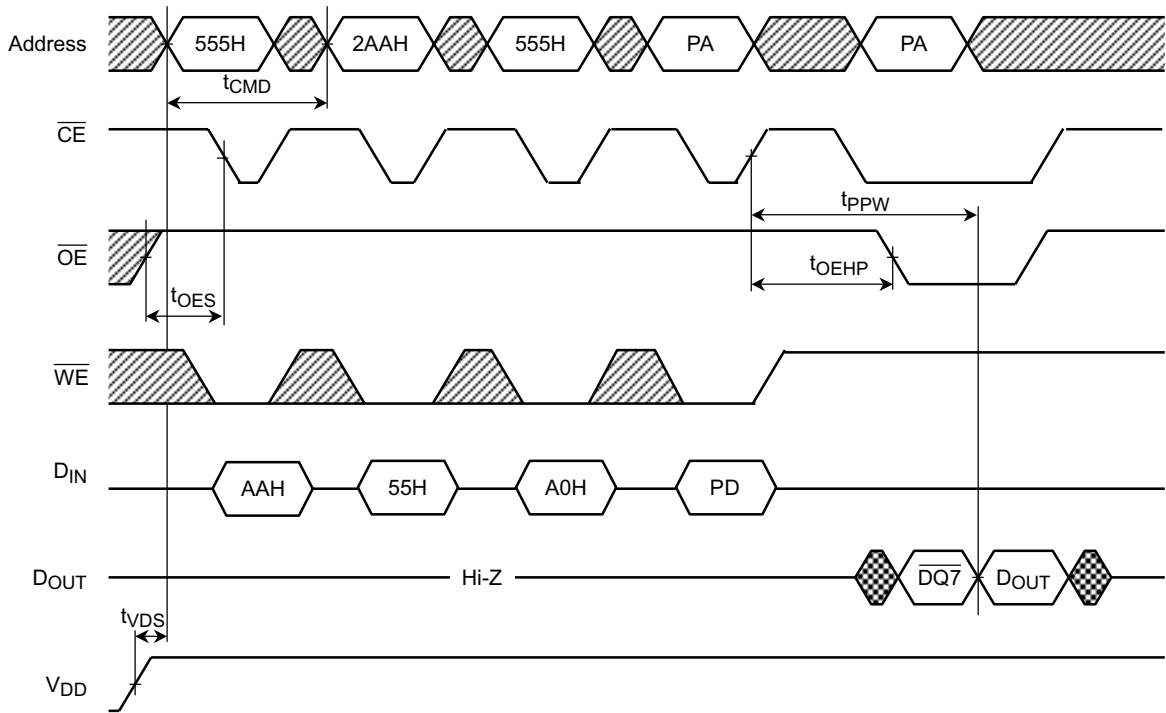 Address 555H 2AAH 555H PA PA
tCMD
CE
tPPW
OE
tOEHP
tOES
WE
DIN
AAH 55H A0H PD
DOUT Hi-Z DQ7 DOUT
tVDS
VDD